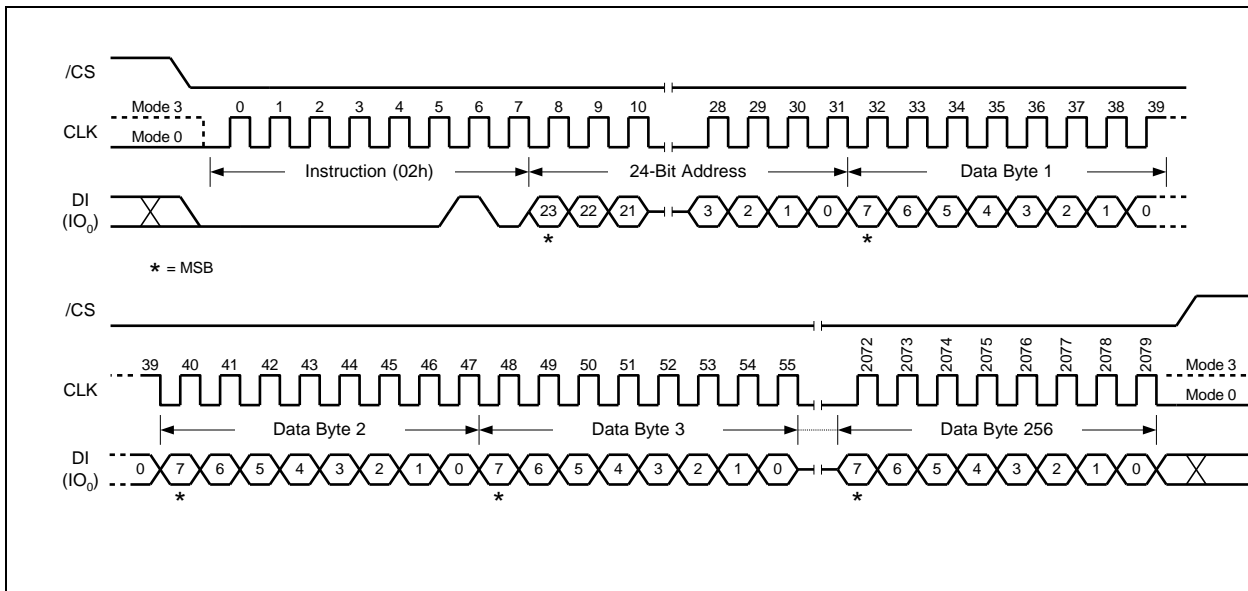 /CS
Mode 3 0 1 2 3 4 5 6 7 8 9 10 28 29 30 31 32 33 34 35 36 37 38 39
CLK Mode 0
Instruction (02h) 24-Bit Address Data Byte 1
DI
(IO0) 23 22 21 3 2 1 0 7 6 5 4 3 2 1 0
* *
* = MSB
/CS
39 40 41 42 43 44 45 46 47 48 49 50 51 52 53 54 55 2072 2073 2074 2075 2076 2077 2078 2079 Mode 3
CLK Mode 0
Data Byte 2 Data Byte 3 Data Byte 256
DI
(IO0) 0 7 6 5 4 3 2 1 0 7 6 5 4 3 2 1 0 7 6 5 4 3 2 1 0
* * *